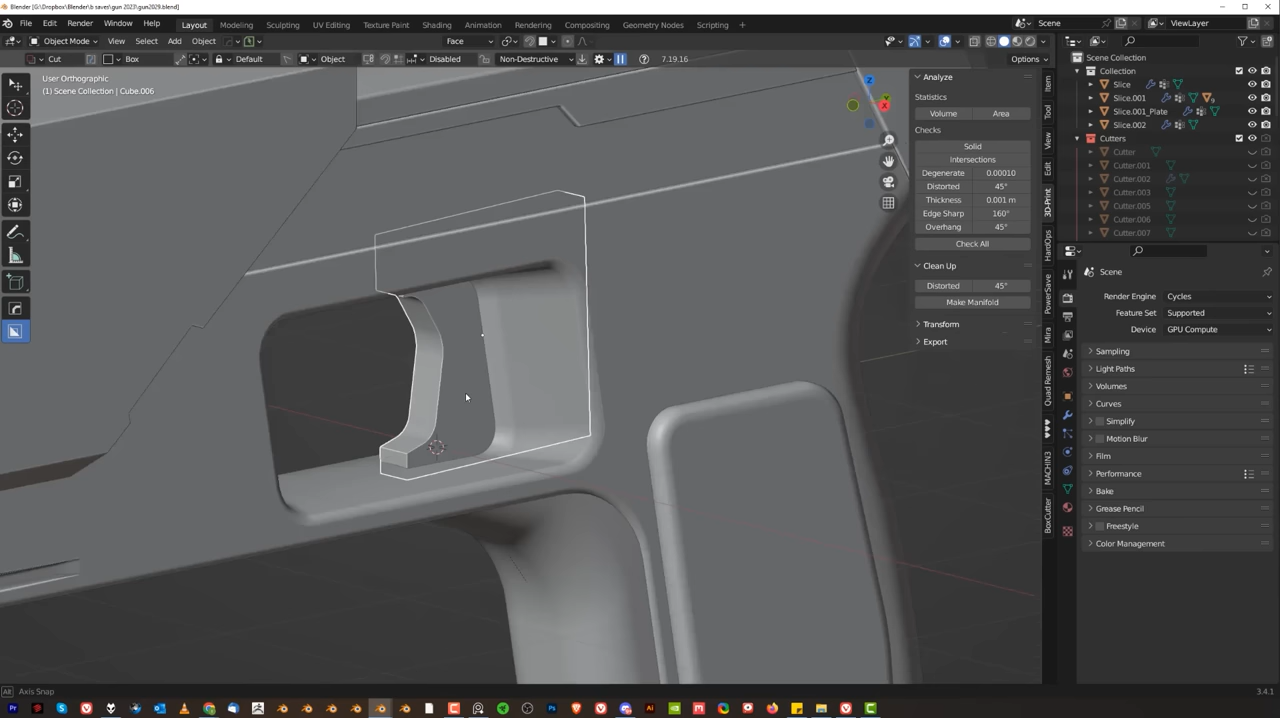 Blender [G:\Dropbox\Blender\b saves\gun 2023\gun2029.blend]
File Edit Render Window Help Layout Modeling Sculpting UV Editing Texture Paint Shading Animation Rendering Compositing Geometry Nodes Scripting + Scene ViewLayer
Object Mode View Select Add Object Face
Cut Box Default Object Disabled Non-Destructive 7.19.16 Options
User Orthographic
(1) Scene Collection | Cube.006
Z
Y
X
Analyze
Statistics
Volume Area
Checks
Solid
Intersections
Degenerate 0.00010
Distorted 45°
Thickness 0.001 m
Edge Sharp 160°
Overhang 45°
Check All
Clean Up
Distorted 45°
Make Manifold
Transform
Export
Item
Tool
View
Edit
3D-Print
HardOps
PowerSave
Mira
Quad Remesh
♥♥♥
MACHIN3
BoxCutter
Scene Collection
Collection
Slice
Slice.001
Slice.001_Plate
Slice.002
Cutters
Cutter
Cutter.001
Cutter.002
Cutter.003
Cutter.005
Cutter.006
Cutter.007
Scene
Render Engine Cycles
Feature Set Supported
Device GPU Compute
Sampling
Light Paths
Volumes
Curves
Simplify
Motion Blur
Film
Performance
Bake
Grease Pencil
Freestyle
Color Management
Alt Axis Snap 3.4.1